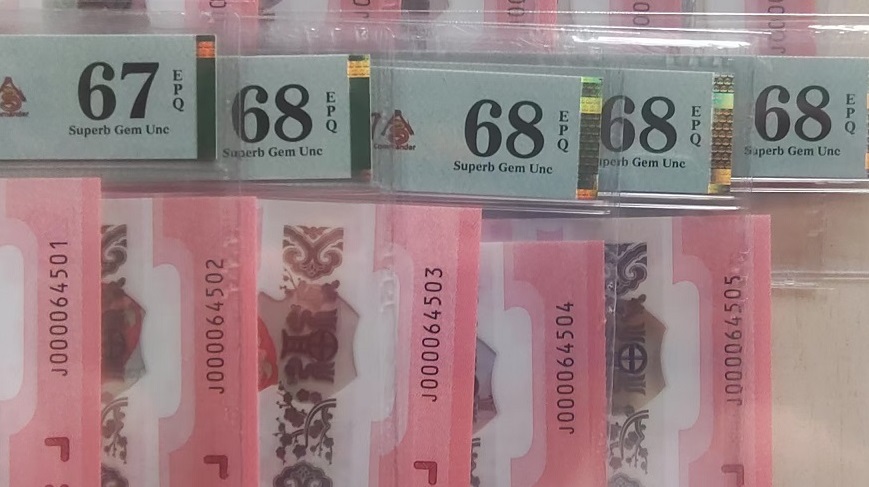 67 EPQ
Superb Gem Unc
68 EPQ
Superb Gem Unc
68 EPQ
Superb Gem Unc
68 EPQ
Superb Gem Unc
68 EPQ
Superb Gem Unc
J000064501
J000064502
J000064503
J000064504
J000064505